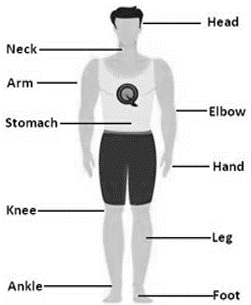 Head
Neck
Arm
Elbow
Stomach
Q
Hand
Knee
Leg
Ankle
Foot